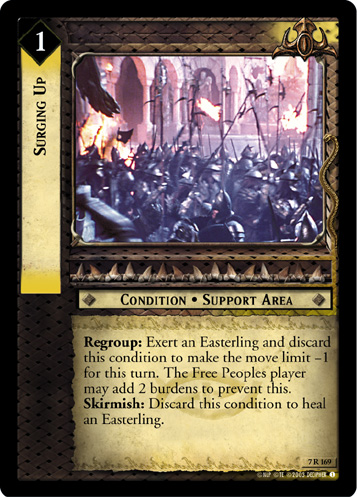 1
SURGING UP
CONDITION • SUPPORT AREA
Regroup: Exert an Easterling and discard
this condition to make the move limit –1
for this turn. The Free Peoples player
may add 2 burdens to prevent this.
Skirmish: Discard this condition to heal
an Easterling.
7 R 169